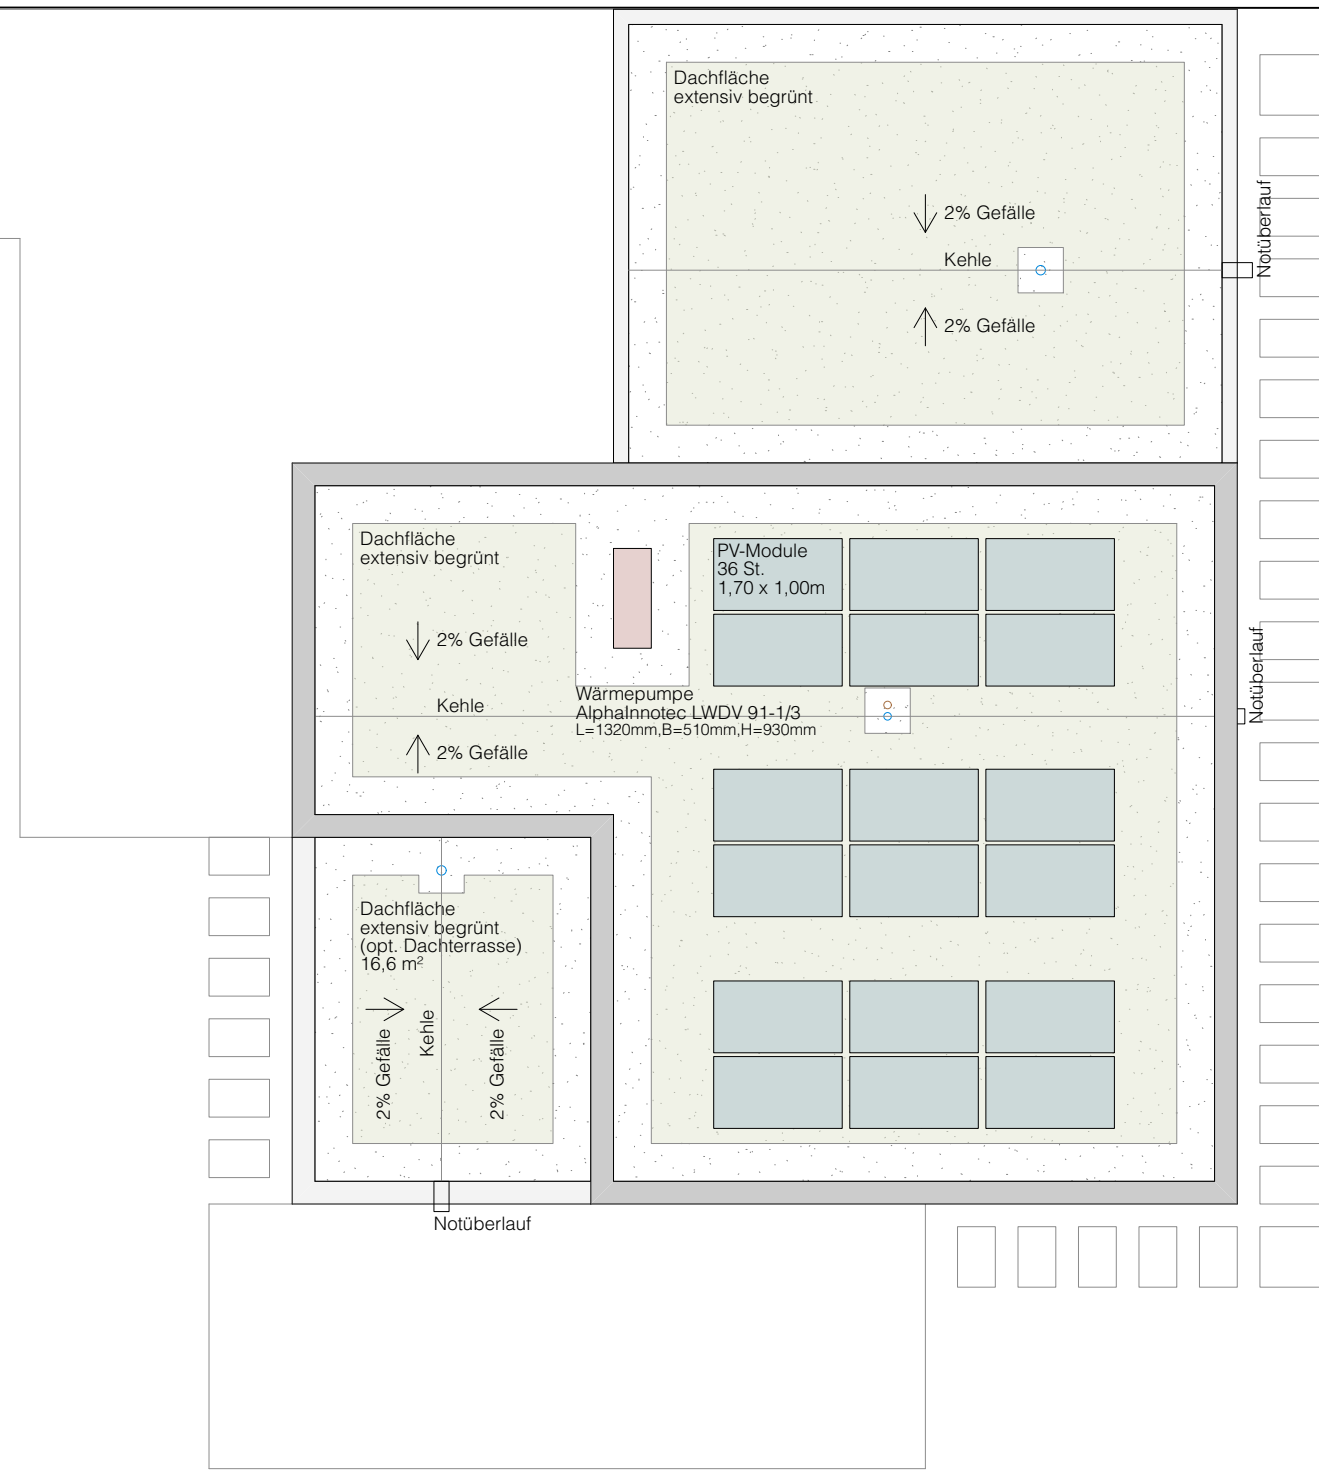 Dachfläche
extensiv begrünt
2% Gefälle
Kehle
2% Gefälle
Notüberlauf
Dachfläche
extensiv begrünt
2% Gefälle
Kehle
2% Gefälle
Wärmepumpe
AlphaInnotec LWDV 91-1/3
L=1320mm,B=510mm,H=930mm
PV-Module
36 St.
1,70 x 1,00m
Notüberlauf
Dachfläche
extensiv begrünt
(opt. Dachterrasse)
16,6 m²
2% Gefälle
Kehle
2% Gefälle
Notüberlauf